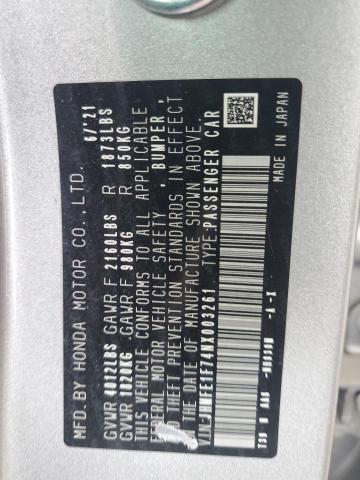 MFD. BY HONDA MOTOR CO.,LTD. 6/'21
GVWR 4022LBS GAWR F 2160LBS R 1873LBS
GVWR 1820KG GAWR F 980KG R 850KG
THIS VEHICLE CONFORMS TO ALL APPLICABLE
FEDERAL MOTOR VEHICLE SAFETY , BUMPER ,
AND THEFT PREVENTION STANDARDS IN EFFECT
ON THE DATE OF MANUFACTURE SHOWN ABOVE.
TYPE:PASSENGER CAR
MADE IN JAPAN
-A -X